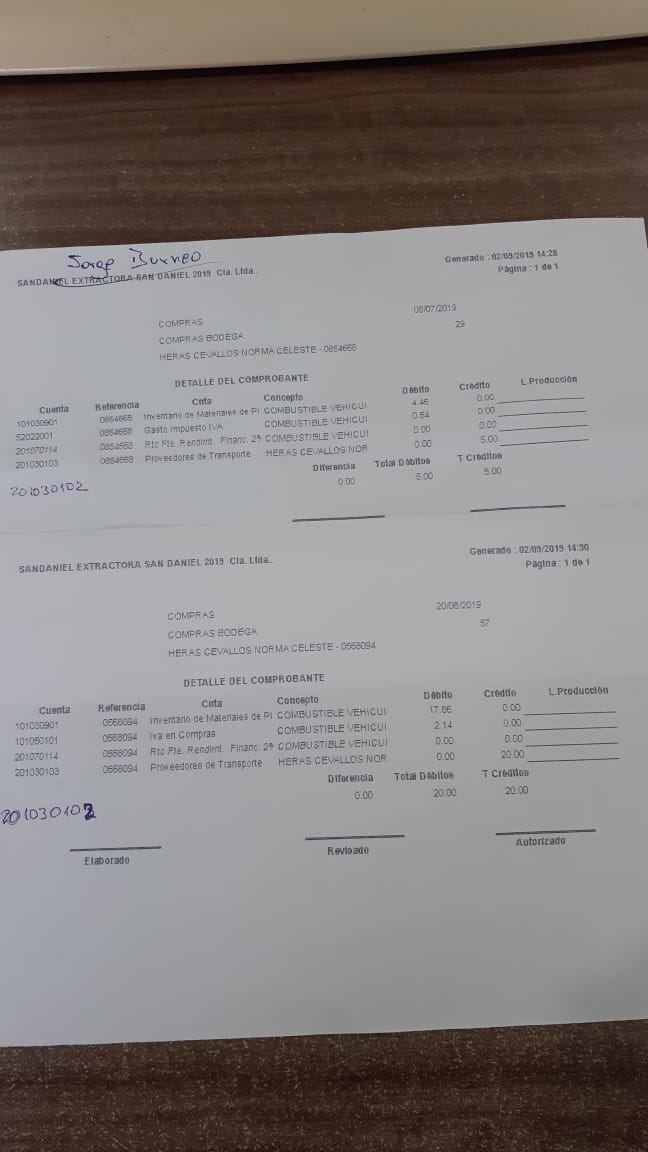 Jorge Burneo
SANDANIEL EXTRACTORA SAN DANIEL 2019 Cia. Ltda..
Generado : 02/09/2019 14:28
Página : 1 de 1
COMPRAS 06/07/2019
COMPRAS BODEGA 29
HERAS CEVALLOS NORMA CELESTE - 0854668
DETALLE DEL COMPROBANTE
Cuenta Referencia Cnta Concepto Débito Crédito L.Producción
101030901 0854668 Inventario de Materiales de Pl COMBUSTIBLE VEHICUI 4.46 0.00
52022001 0854668 Gasto Impuesto IVA COMBUSTIBLE VEHICUI 0.54 0.00
201070114 0854668 Rtc Fte. Rendimt. Financ. 2% COMBUSTIBLE VEHICUI 0.00 0.00
201030103 0854668 Proveedores de Transporte HERAS CEVALLOS NOR 0.00 5.00
Diferencia Total Débitos T Créditos
0.00 5.00 5.00
201030102
SANDANIEL EXTRACTORA SAN DANIEL 2019 Cia. Ltda..
Generado : 02/09/2019 14:30
Página : 1 de 1
COMPRAS 20/08/2019
COMPRAS BODEGA 57
HERAS CEVALLOS NORMA CELESTE - 0568094
DETALLE DEL COMPROBANTE
Cuenta Referencia Cnta Concepto Débito Crédito L.Producción
101030901 0568094 Inventario de Materiales de Pl COMBUSTIBLE VEHICUI 17.86 0.00
101050101 0568094 Iva en Compras COMBUSTIBLE VEHICUI 2.14 0.00
201070114 0568094 Rtc Fte. Rendimt. Financ. 2% COMBUSTIBLE VEHICUI 0.00 0.00
201030103 0568094 Proveedores de Transporte HERAS CEVALLOS NOR 0.00 20.00
Diferencia Total Débitos T Créditos
0.00 20.00 20.00
201030102
Elaborado Revisado Autorizado